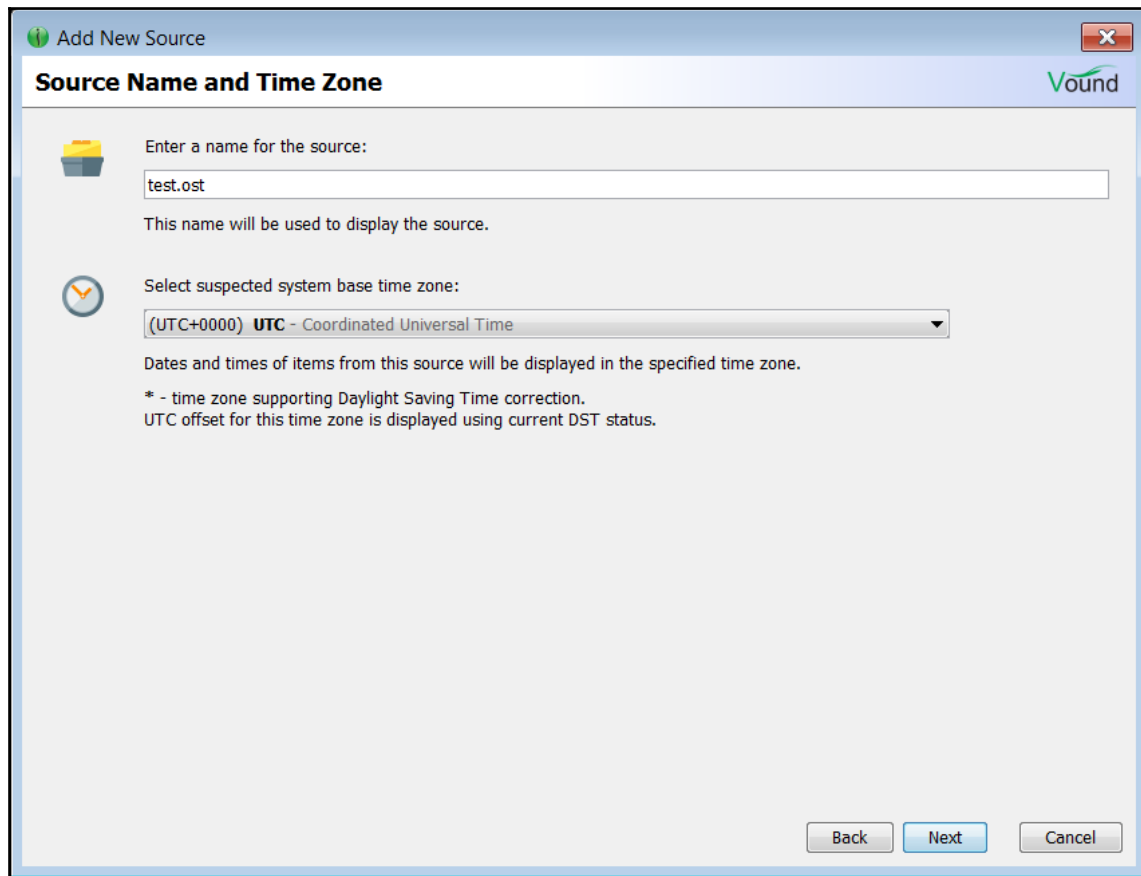 Add New Source
Source Name and Time Zone
Vound
Enter a name for the source:
test.ost
This name will be used to display the source.
Select suspected system base time zone:
(UTC+0000) UTC - Coordinated Universal Time
Dates and times of items from this source will be displayed in the specified time zone.
* - time zone supporting Daylight Saving Time correction.
UTC offset for this time zone is displayed using current DST status.
Back
Next
Cancel